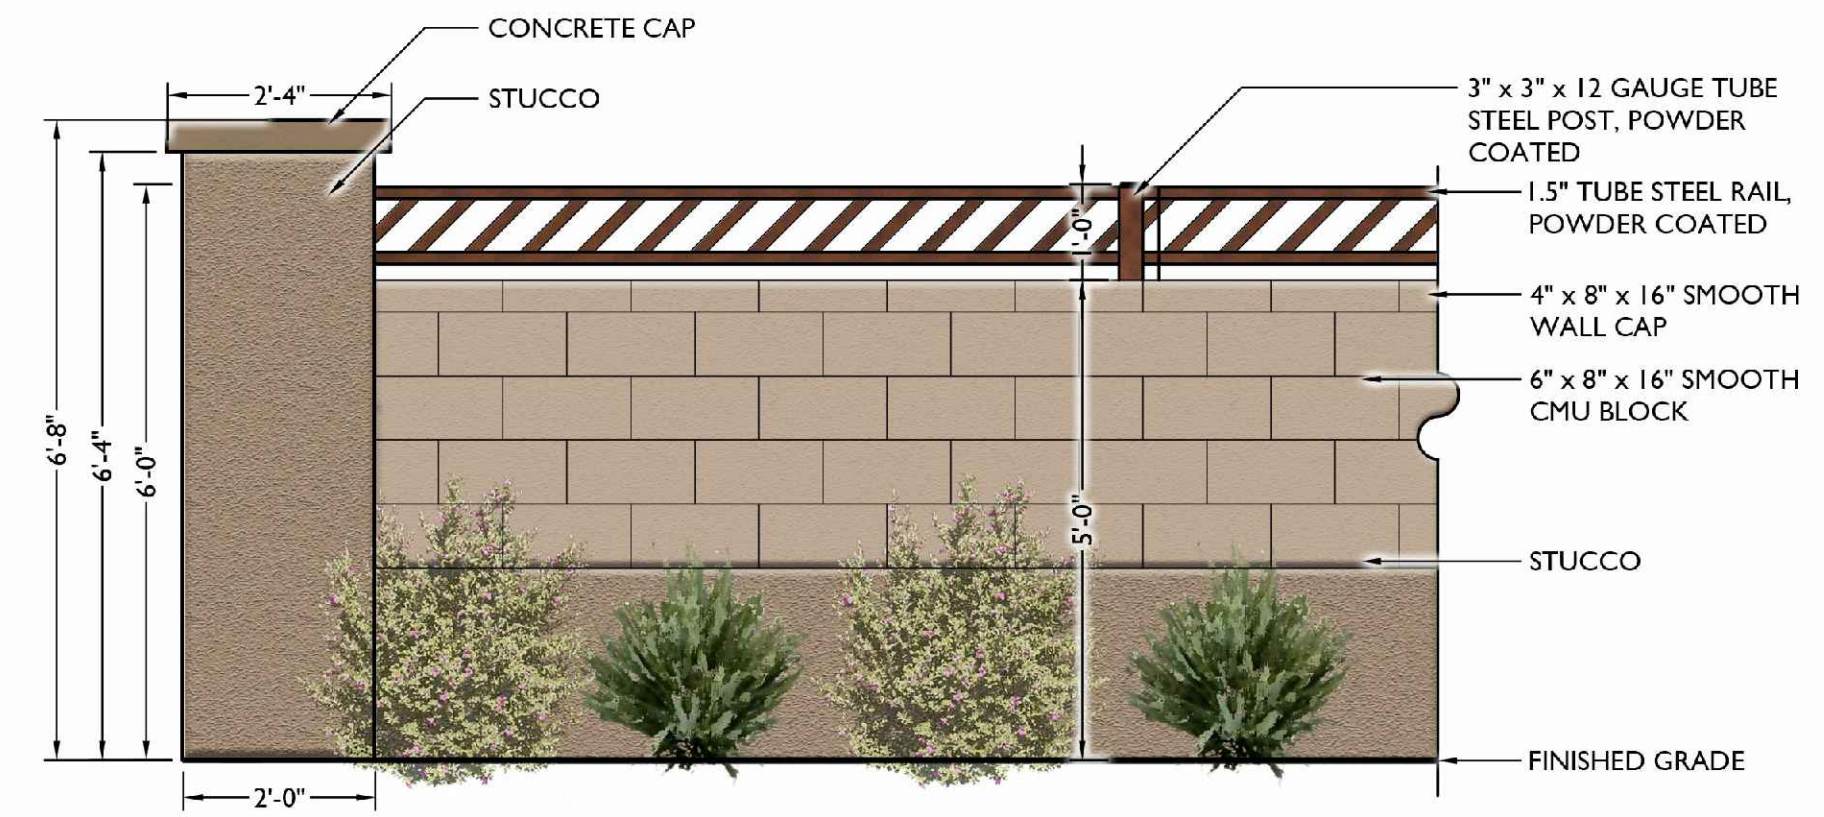 CONCRETE CAP
2'-4"
STUCCO
3" x 3" x 12 GAUGE TUBE
STEEL POST, POWDER
COATED
1.5" TUBE STEEL RAIL,
POWDER COATED
1'-0"
4" x 8" x 16" SMOOTH
WALL CAP
6" x 8" x 16" SMOOTH
CMU BLOCK
6'-8"
6'-4"
6'-0"
5'-0"
STUCCO
FINISHED GRADE
2'-0"